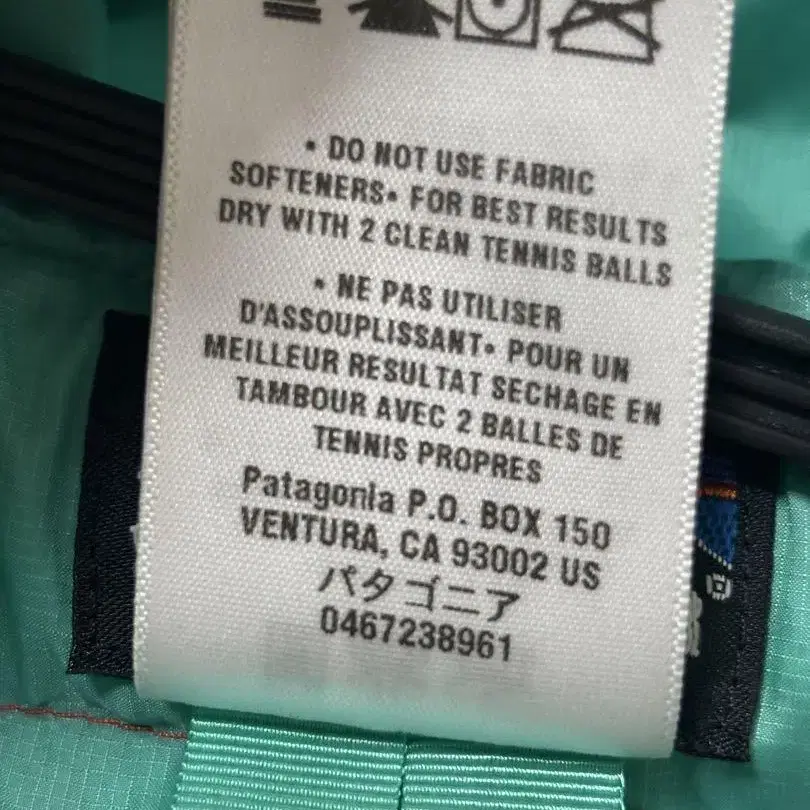 • DO NOT USE FABRIC
SOFTENERS• FOR BEST RESULTS
DRY WITH 2 CLEAN TENNIS BALLS
• NE PAS UTILISER
D'ASSOUPLISSANT• POUR UN
MEILLEUR RESULTAT SECHAGE EN
TAMBOUR AVEC 2 BALLES DE
TENNIS PROPRES
Patagonia P.O. BOX 150
VENTURA, CA 93002 US
パタゴニア
0467238961